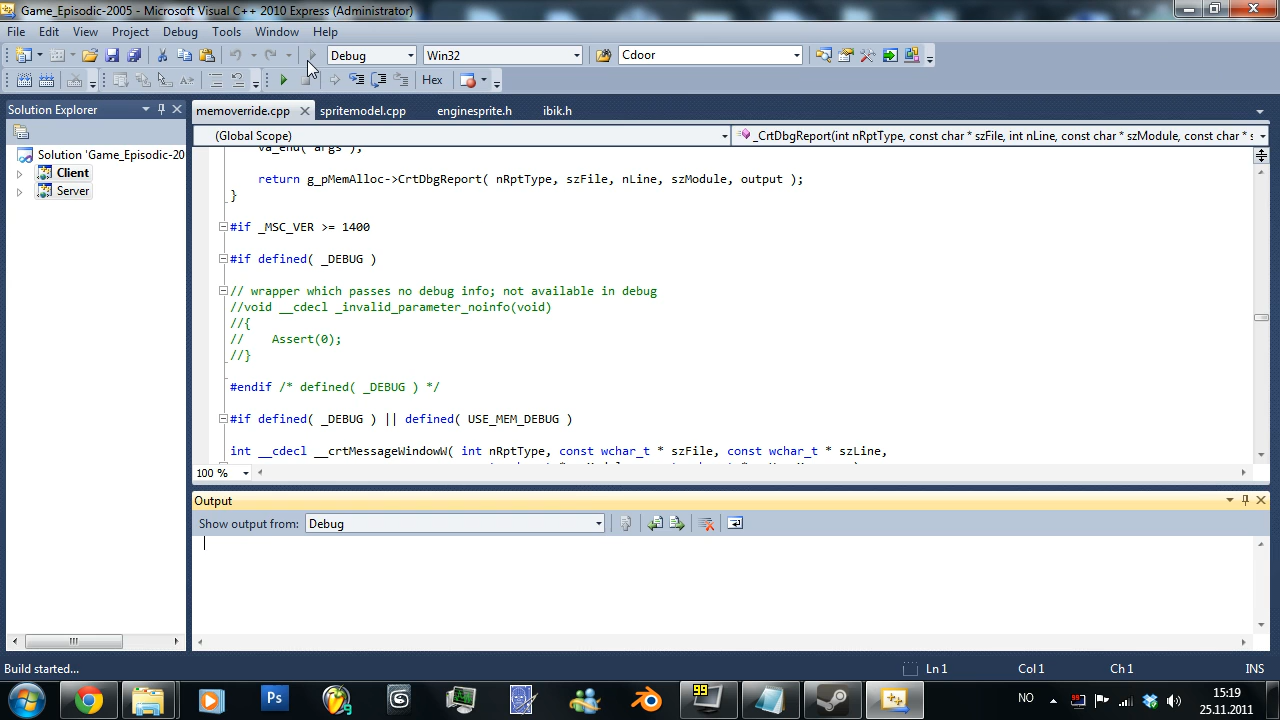 Game_Episodic-2005 - Microsoft Visual C++ 2010 Express (Administrator)
File Edit View Project Debug Tools Window Help
Debug Win32 Cdoor
Hex
Solution Explorer
memoverride.cpp spritemodel.cpp enginesprite.h ibik.h
(Global Scope) _CrtDbgReport(int nRptType, const char * szFile, int nLine, const char * szModule, const char * s
Solution 'Game_Episodic-20
Client
Server
va_end( args );
return g_pMemAlloc->CrtDbgReport( nRptType, szFile, nLine, szModule, output );
}
#if _MSC_VER >= 1400
#if defined( _DEBUG )
// wrapper which passes no debug info; not available in debug
//void __cdecl _invalid_parameter_noinfo(void)
//{
// Assert(0);
//}
#endif /* defined( _DEBUG ) */
#if defined( _DEBUG ) || defined( USE_MEM_DEBUG )
int __cdecl __crtMessageWindowW( int nRptType, const wchar_t * szFile, const wchar_t * szLine,
100 %
Output
Show output from: Debug
Build started... Ln 1 Col 1 Ch 1 INS
Ps 99 NO 99 15:19
25.11.2011